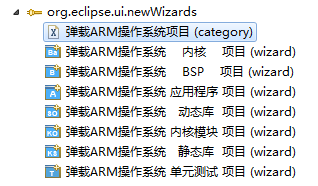 org.eclipse.ui.newWizards
弹载ARM操作系统项目 (category)
弹载ARM操作系统 内核 项目 (wizard)
弹载ARM操作系统 BSP 项目 (wizard)
弹载ARM操作系统 应用程序 项目 (wizard)
弹载ARM操作系统 动态库 项目 (wizard)
弹载ARM操作系统 内核模块 项目 (wizard)
弹载ARM操作系统 静态库 项目 (wizard)
弹载ARM操作系统 单元测试 项目 (wizard)